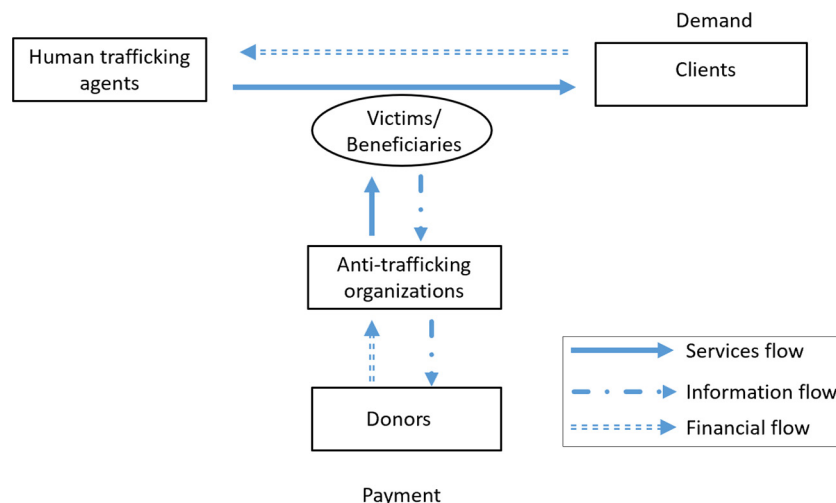 Demand
Human trafficking
agents
Clients
Victims/
Beneficiaries
Anti-trafficking
organizations
Donors
Payment
Services flow
Information flow
Financial flow